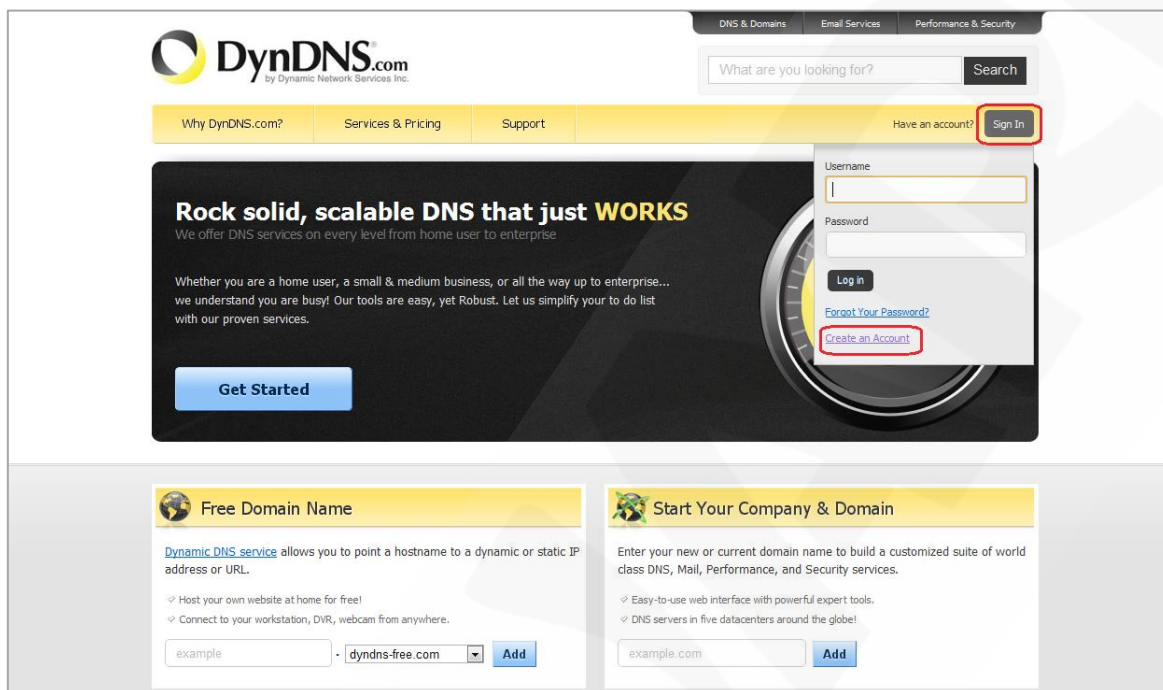 DNS & Domains Email Services Performance & Security
DynDNS.com
by Dynamic Network Services Inc.
What are you looking for? Search
Why DynDNS.com? Services & Pricing Support Have an account? Sign In
Username
Password
Log in
Forgot Your Password?
Create an Account
Rock solid, scalable DNS that just WORKS
We offer DNS services on every level from home user to enterprise
Whether you are a home user, a small & medium business, or all the way up to enterprise...
we understand you are busy! Our tools are easy, yet Robust. Let us simplify your to do list
with our proven services.
Get Started
Free Domain Name
Dynamic DNS service allows you to point a hostname to a dynamic or static IP
address or URL.
Host your own website at home for free!
Connect to your workstation, DVR, webcam from anywhere.
example . dyndns-free.com Add
Start Your Company & Domain
Enter your new or current domain name to build a customized suite of world
class DNS, Mail, Performance, and Security services.
Easy-to-use web interface with powerful expert tools.
DNS servers in five datacenters around the globe!
example.com Add